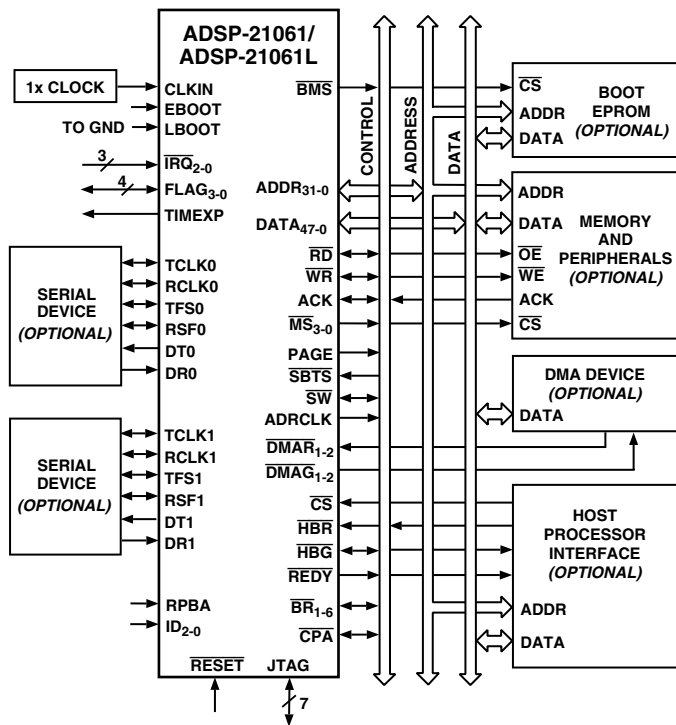 ADSP-21061/
ADSP-21061L
1x CLOCK
CLKIN
EBOOT
TO GND
LBOOT
3
IRQ2-0
4
FLAG3-0
TIMEXP
SERIAL
DEVICE
(OPTIONAL)
TCLK0
RCLK0
TFS0
RSF0
DT0
DR0
SERIAL
DEVICE
(OPTIONAL)
TCLK1
RCLK1
TFS1
RSF1
DT1
DR1
RPBA
ID2-0
RESET
JTAG
7
BMS
ADDR31-0
DATA47-0
RD
WR
ACK
MS3-0
PAGE
SBTS
SW
ADRCLK
DMAR1-2
DMAG1-2
CS
HBR
HBG
REDY
BR1-6
CPA
CONTROL
ADDRESS
DATA
CS
ADDR
DATA
BOOT
EPROM
(OPTIONAL)
ADDR
DATA
OE
WE
ACK
CS
MEMORY
AND
PERIPHERALS
(OPTIONAL)
DMA DEVICE
(OPTIONAL)
DATA
HOST
PROCESSOR
INTERFACE
(OPTIONAL)
ADDR
DATA